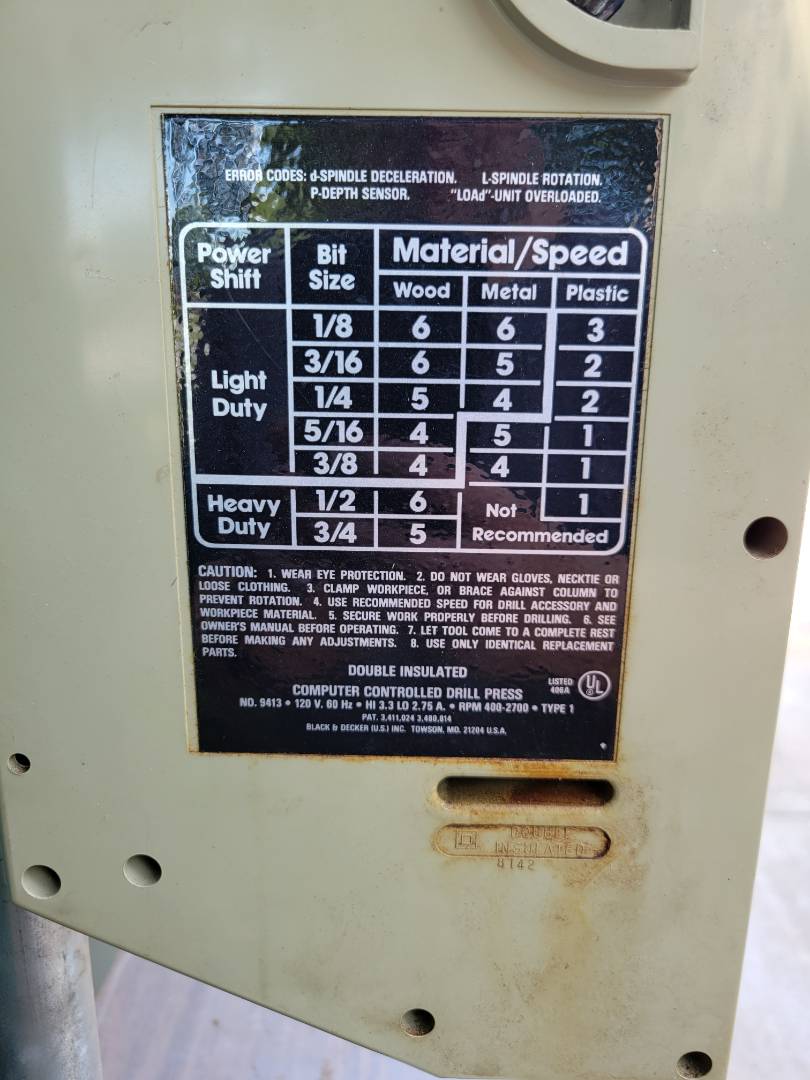 ERROR CODES: d-SPINDLE DECELERATION. L-SPINDLE ROTATION.
P-DEPTH SENSOR. "LOAd"-UNIT OVERLOADED.
Power Shift Bit Size Material/Speed
Wood Metal Plastic
Light Duty
1/8 6 6 3
3/16 6 5 2
1/4 5 4 2
5/16 4 5 1
3/8 4 4 1
Heavy Duty
1/2 6 Not Recommended 1
3/4 5
CAUTION: 1. WEAR EYE PROTECTION. 2. DO NOT WEAR GLOVES, NECKTIE OR
LOOSE CLOTHING. 3. CLAMP WORKPIECE, OR BRACE AGAINST COLUMN TO
PREVENT ROTATION. 4. USE RECOMMENDED SPEED FOR DRILL ACCESSORY AND
WORKPIECE MATERIAL. 5. SECURE WORK PROPERLY BEFORE DRILLING. 6. SEE
OWNER'S MANUAL BEFORE OPERATING. 7. LET TOOL COME TO A COMPLETE REST
BEFORE MAKING ANY ADJUSTMENTS. 8. USE ONLY IDENTICAL REPLACEMENT
PARTS.
DOUBLE INSULATED
COMPUTER CONTROLLED DRILL PRESS
LISTED
406A
UL
NO. 9413 • 120 V. 60 Hz • HI 3.3 LO 2.75 A. • RPM 400-2700 • TYPE 1
PAT. 3,411,024 3,480,814
BLACK & DECKER (U.S.) INC. TOWSON, MD. 21204 U.S.A.
DOUBLE
INSULATED
8142